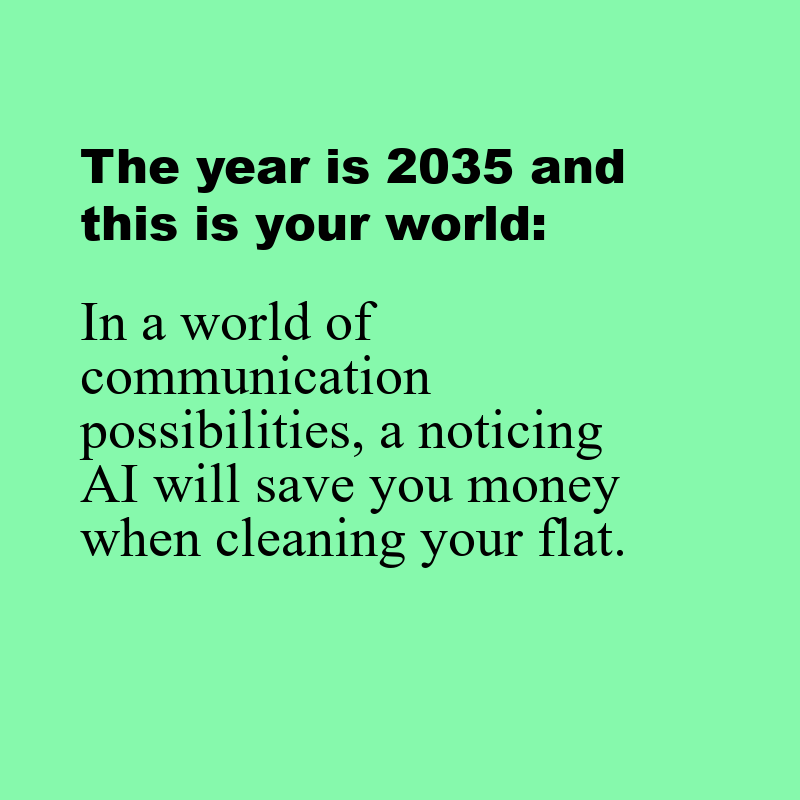 The year is 2035 and
this is your world:
In a world of
communication
possibilities, a noticing
AI will save you money
when cleaning your flat.